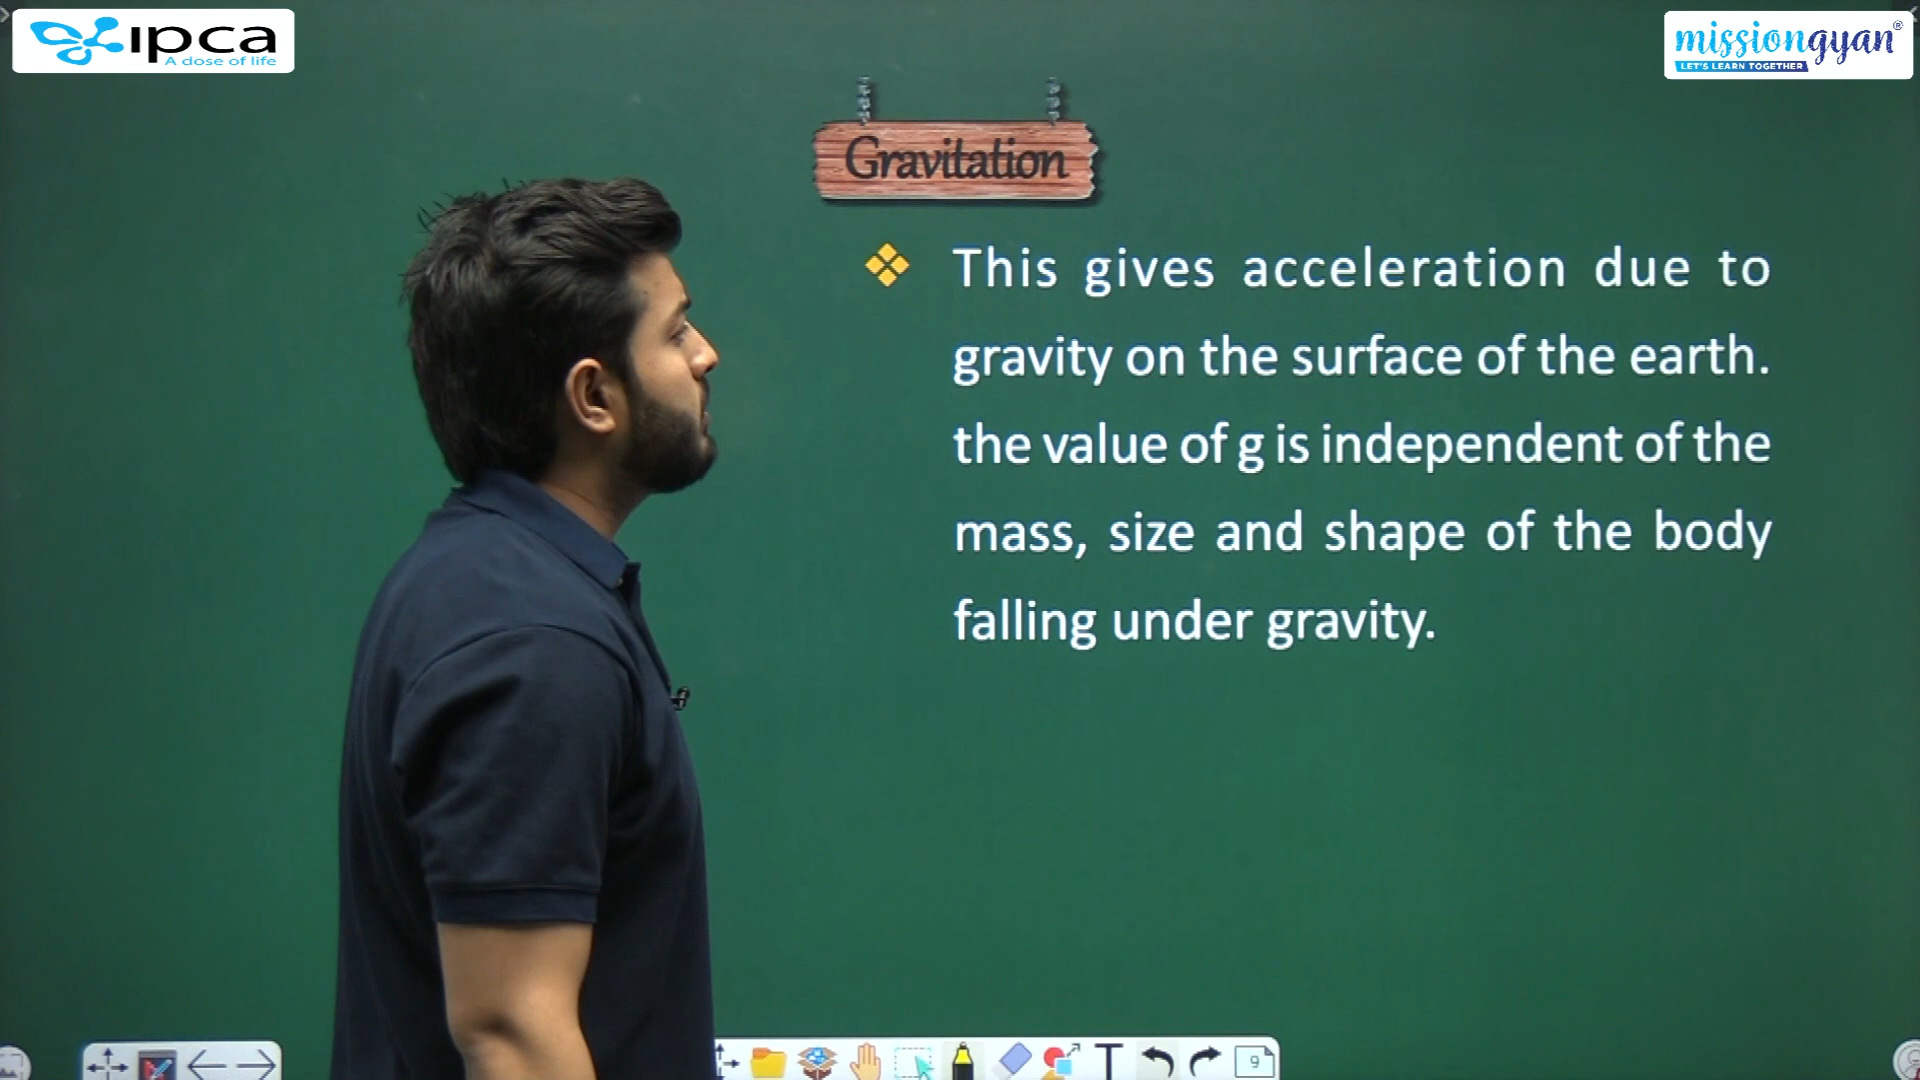 ipca
A dose of life
missiongyan®
LET'S LEARN TOGETHER
Gravitation
This gives acceleration due to
gravity on the surface of the earth.
the value of g is independent of the
mass, size and shape of the body
falling under gravity.
T
9